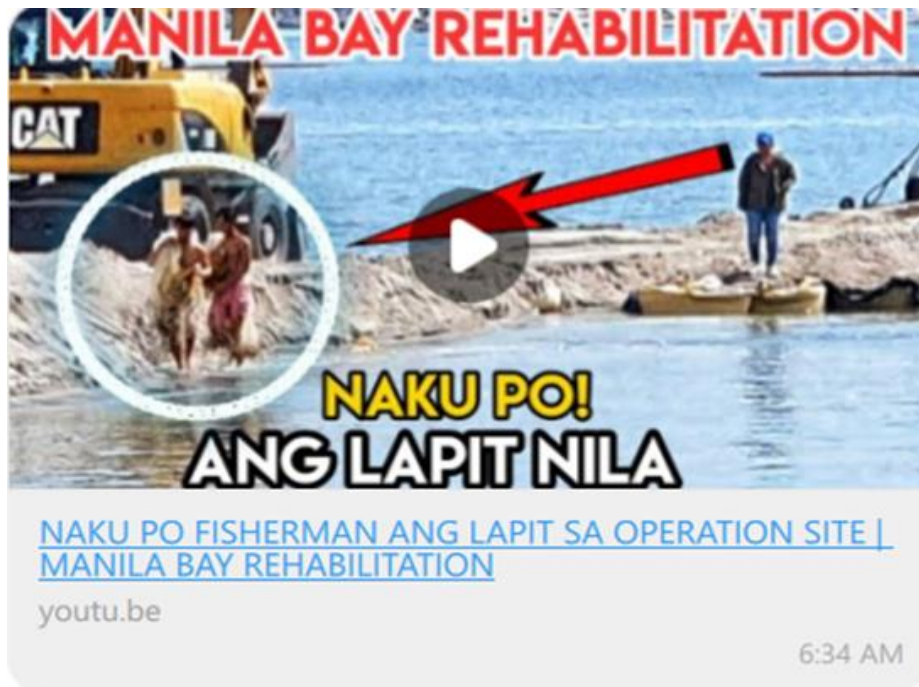 MANILA BAY REHABILITATION
CAT
NAKU PO!
ANG LAPIT NILA
NAKU PO FISHERMAN ANG LAPIT SA OPERATION SITE |
MANILA BAY REHABILITATION
youtu.be
6:34 AM